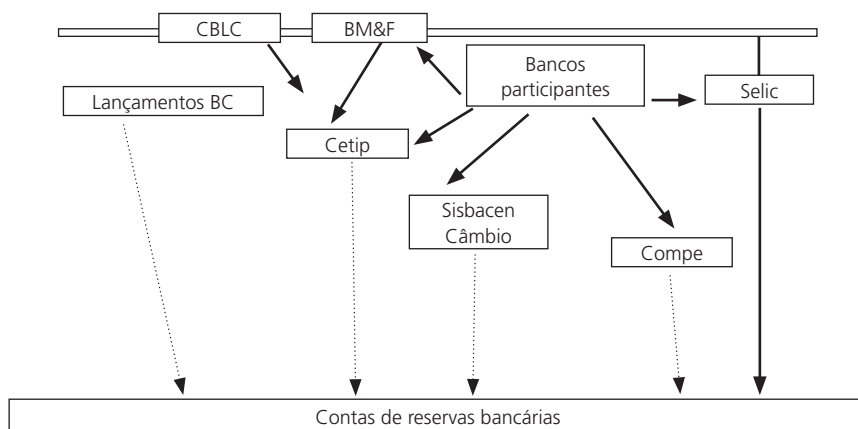 CBLC
BM&F
Bancos
participantes
Selic
Lançamentos BC
Cetip
Sisbacen
Câmbio
Compe
Contas de reservas bancárias